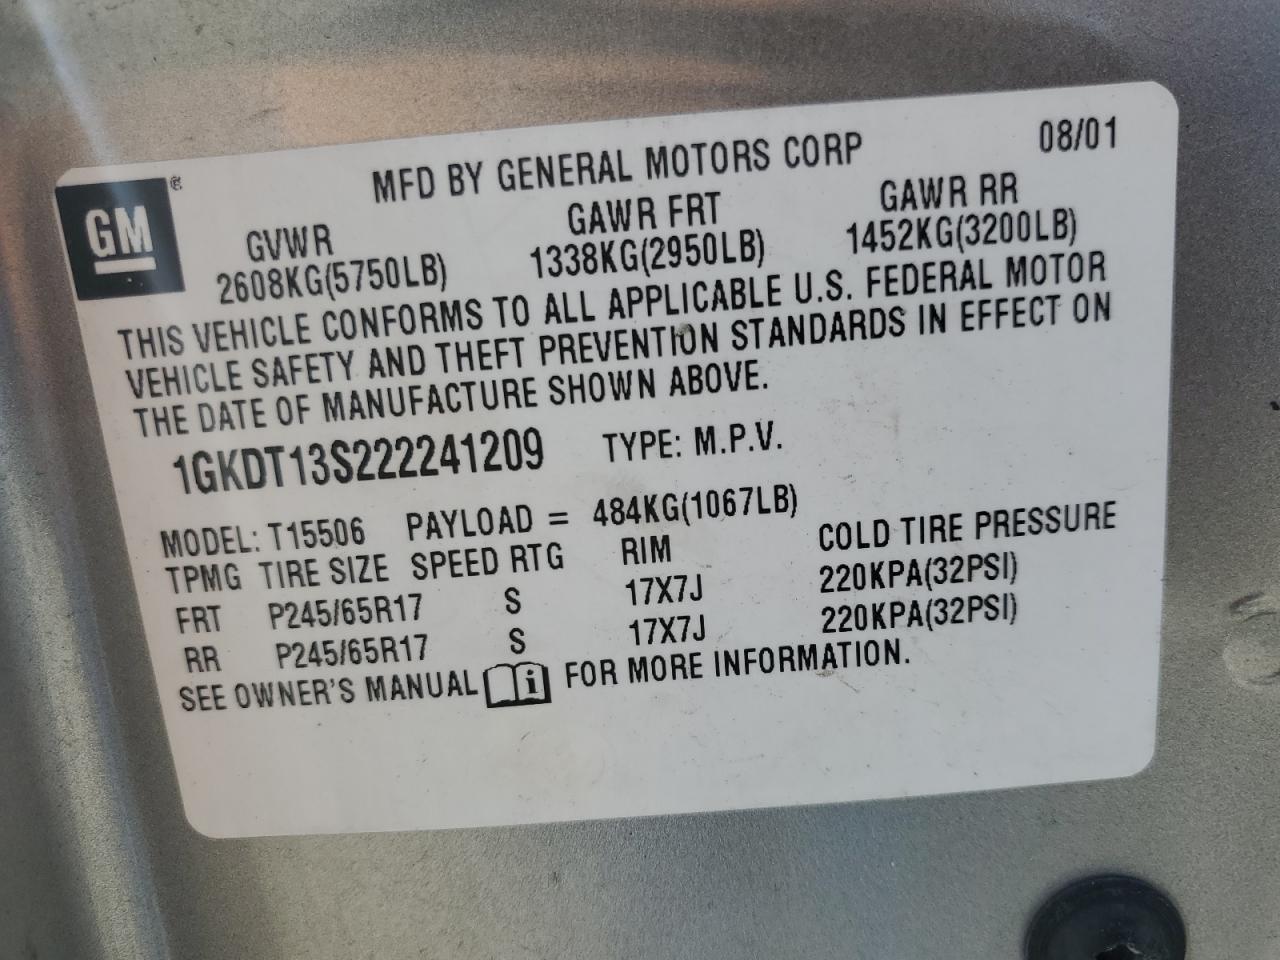 MFD BY GENERAL MOTORS CORP 08/01
GM ®
GVWR GAWR FRT GAWR RR
2608KG(5750LB) 1338KG(2950LB) 1452KG(3200LB)
THIS VEHICLE CONFORMS TO ALL APPLICABLE U.S. FEDERAL MOTOR
VEHICLE SAFETY AND THEFT PREVENTION STANDARDS IN EFFECT ON
THE DATE OF MANUFACTURE SHOWN ABOVE.
1GKDT13S222241209 TYPE: M.P.V.
MODEL: T15506 PAYLOAD = 484KG(1067LB)
TPMG TIRE SIZE SPEED RTG RIM COLD TIRE PRESSURE
FRT P245/65R17 S 17X7J 220KPA(32PSI)
RR P245/65R17 S 17X7J 220KPA(32PSI)
SEE OWNER'S MANUAL i FOR MORE INFORMATION.